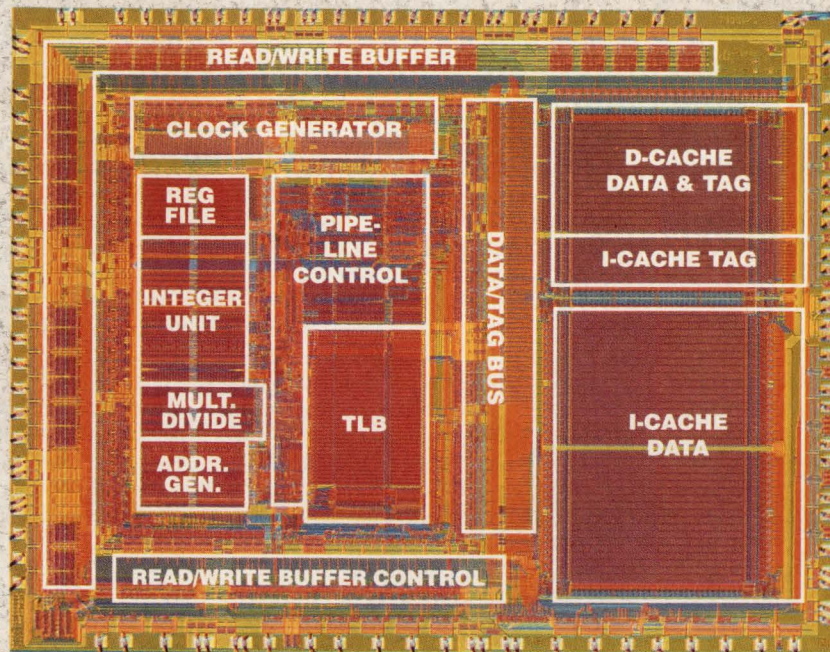 READ/WRITE BUFFER
CLOCK GENERATOR
REG
FILE
INTEGER
UNIT
MULT.
DIVIDE
ADDR.
GEN.
PIPE-
LINE
CONTROL
TLB
DATA/TAG BUS
D-CACHE
DATA & TAG
I-CACHE TAG
I-CACHE
DATA
READ/WRITE BUFFER CONTROL